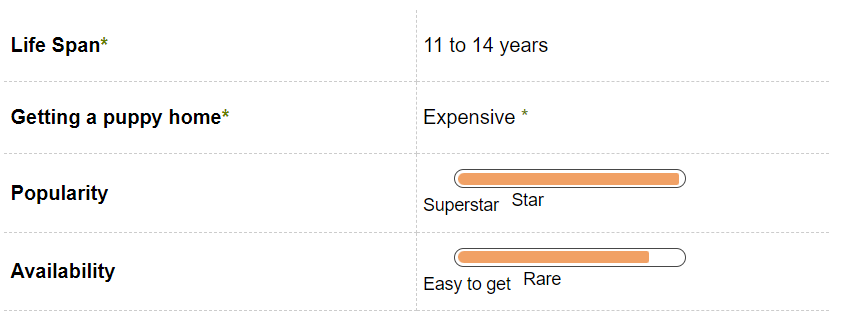 Life Span* 11 to 14 years
Getting a puppy home* Expensive *
Popularity
Superstar Star
Availability
Easy to get Rare